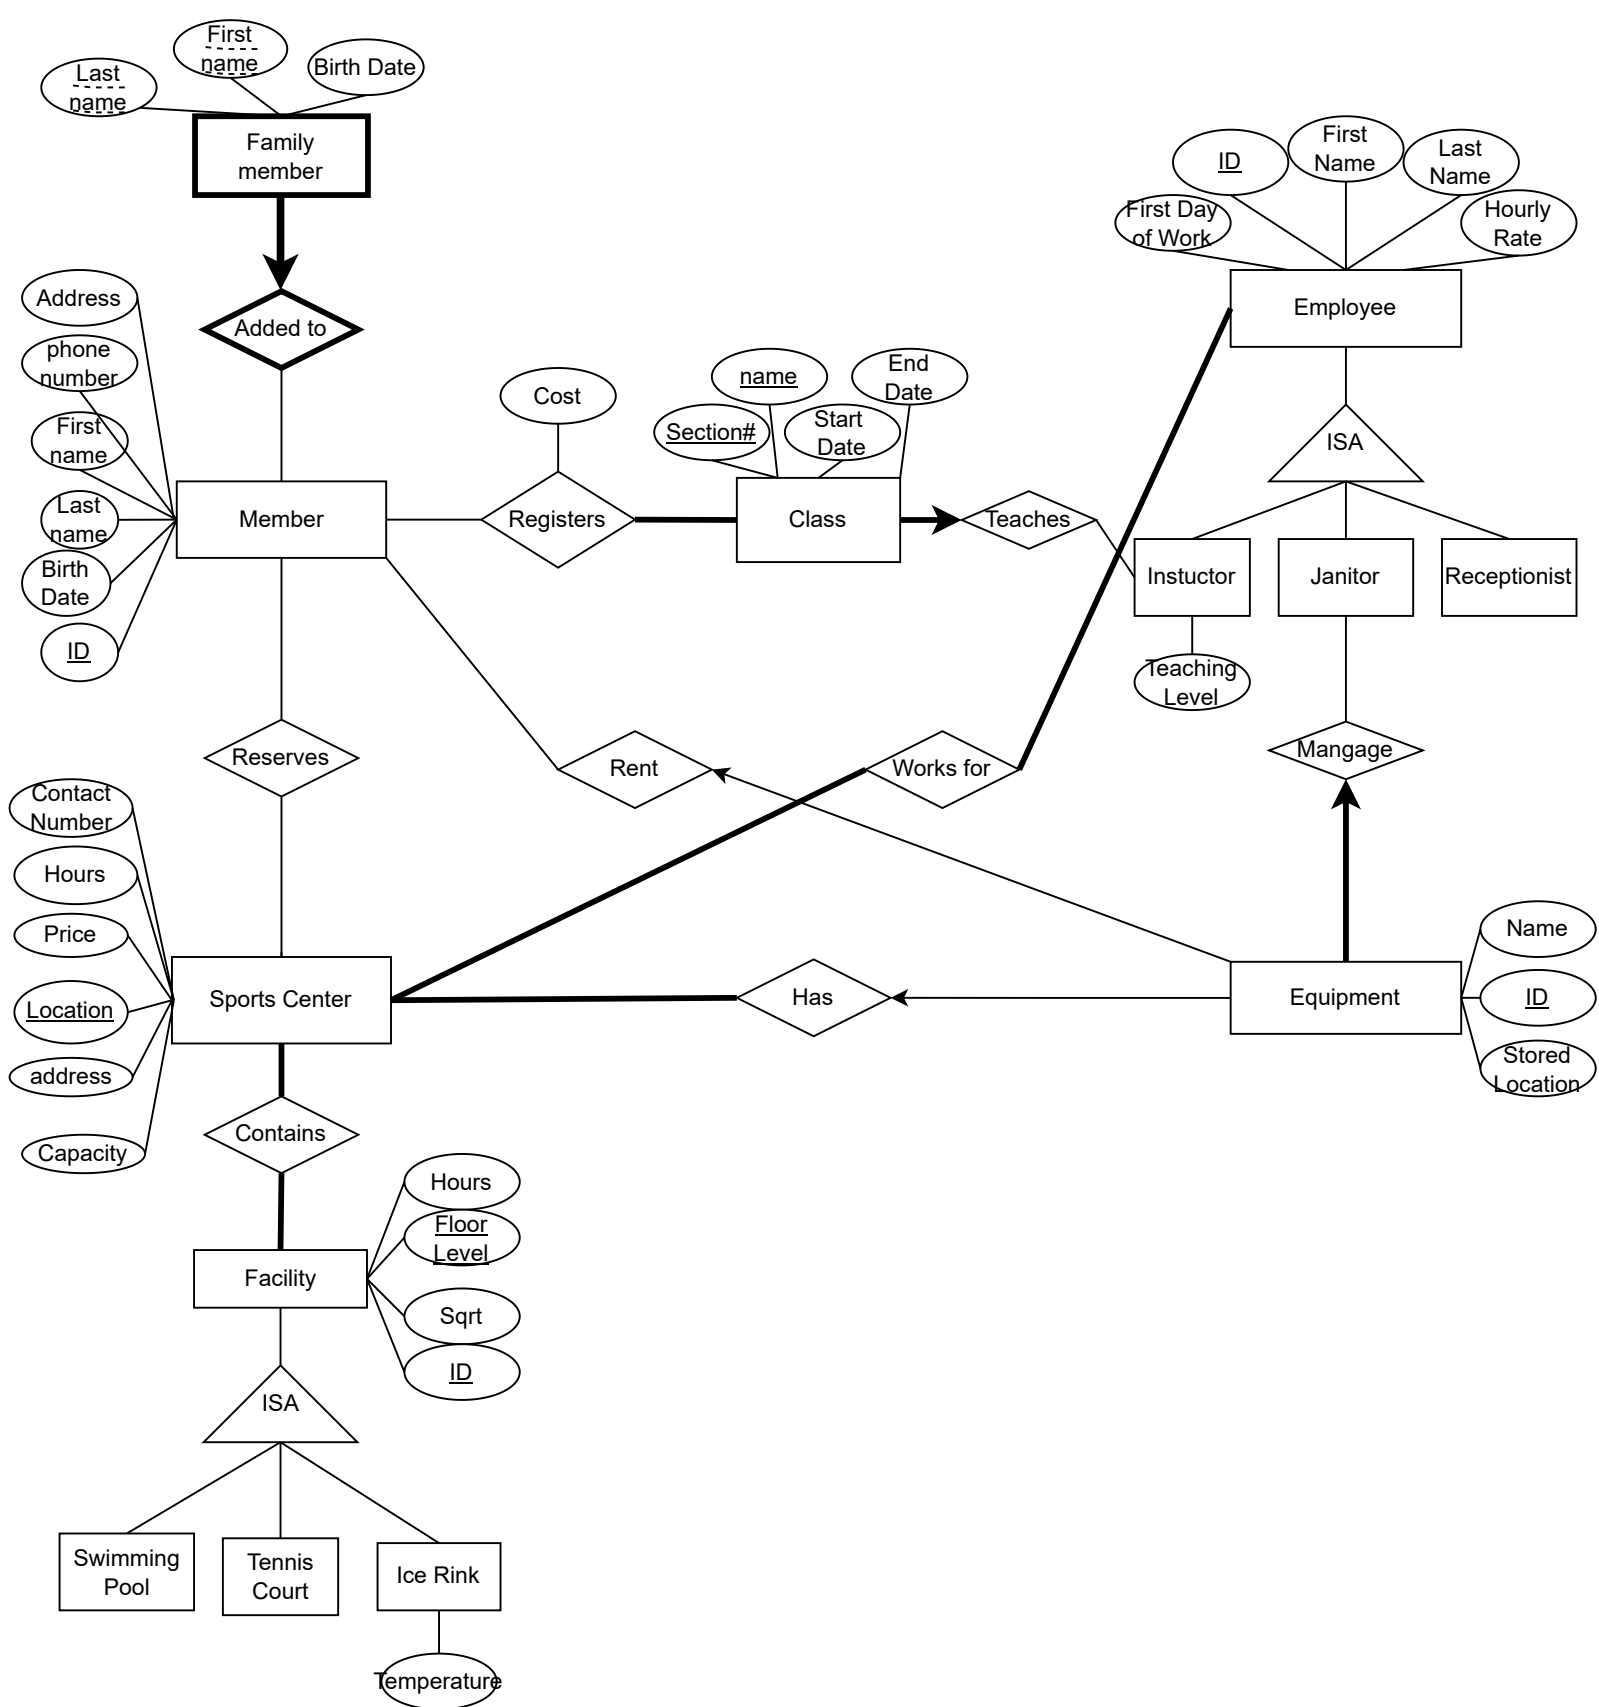 First
name
Last
name
Birth Date
Family
member
First
Name
Last
Name
ID
First Day
of Work
Hourly
Rate
Address
Added to
Employee
phone
number
End
Date
name
Cost
First
name
Section#
Start
Date
ISA
Last
name
Member
Registers
Class
Teaches
Birth
Date
Instuctor
Janitor
Receptionist
ID
Teaching
Level
Reserves
Rent
Works for
Mangage
Contact
Number
Hours
Price
Name
Location
Sports Center
Has
Equipment
ID
address
Stored
Location
Contains
Capacity
Hours
Floor
Level
Facility
Sqrt
ID
ISA
Swimming
Pool
Tennis
Court
Ice Rink
Temperature